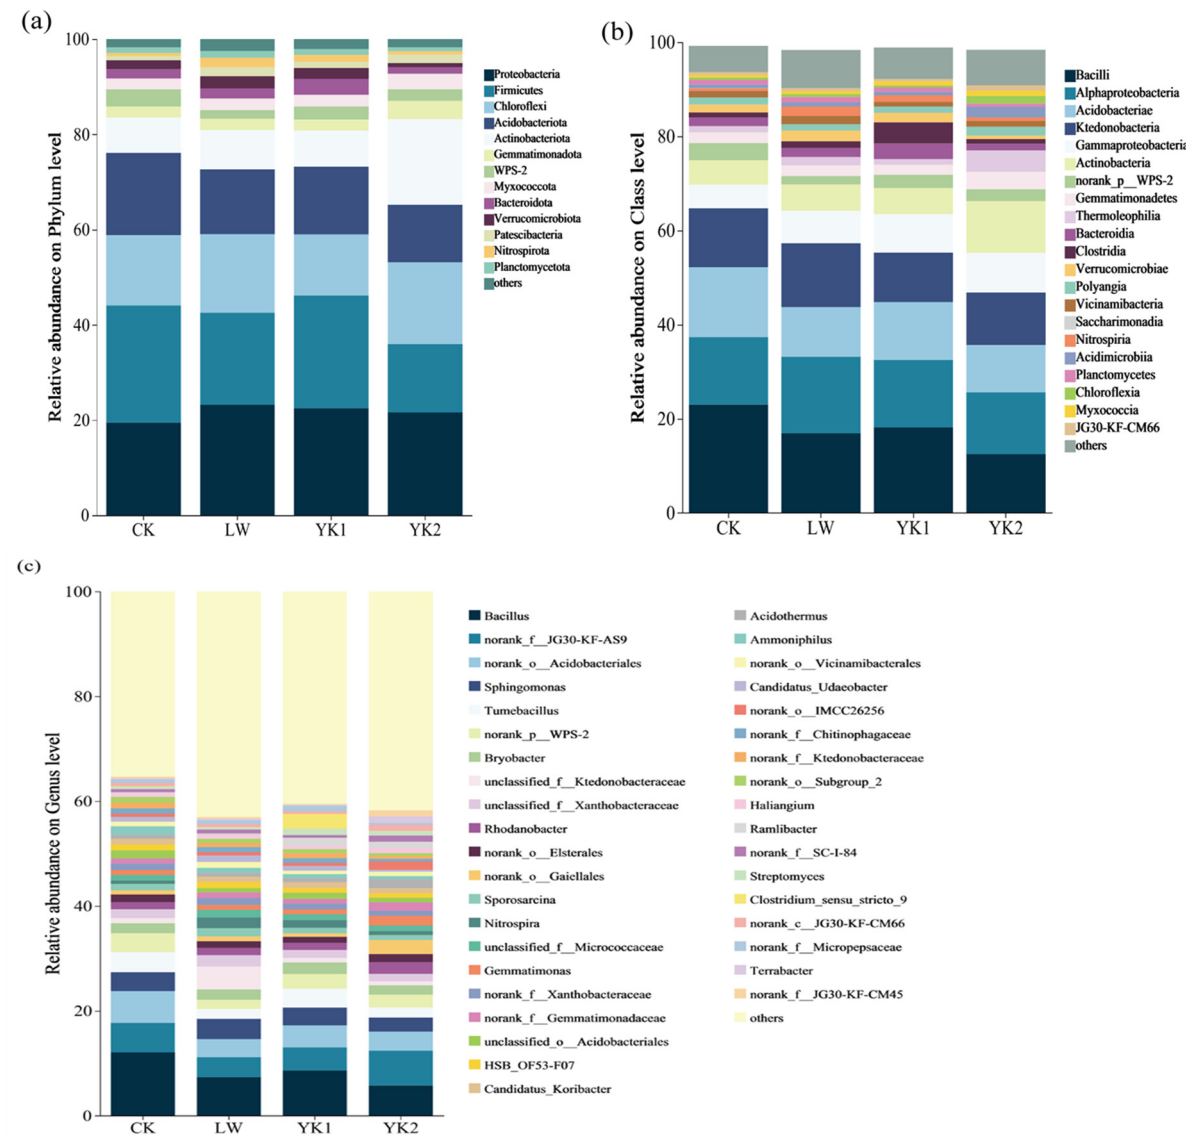 (a)
Relative abundance on Phylum level
100
80
60
40
20
0
CK LW YK1 YK2
Proteobacteria
Firmicutes
Chloroflexi
Acidobacteriota
Actinobacteriota
Gemmatimonadota
WPS-2
Myxococcota
Bacteroidota
Verrucomicrobiota
Patescibacteria
Nitrospirota
Planctomycetota
others
(b)
Relative abundance on Class level
100
80
60
40
20
0
CK LW YK1 YK2
Bacilli
Alphaproteobacteria
Acidobacteriae
Ktedonobacteria
Gammaproteobacteria
Actinobacteria
norank_p__WPS-2
Gemmatimonadetes
Thermoleophilia
Bacteroidia
Clostridia
Verrucomicrobiae
Polyangia
Vicinamibacteria
Saccharimonadia
Nitrospiria
Acidimicrobiia
Planctomycetes
Chloroflexia
Myxococcia
JG30-KF-CM66
others
(c)
Relative abundance on Genus level
100
80
60
40
20
0
CK LW YK1 YK2
Bacillus
norank_f__JG30-KF-AS9
norank_o__Acidobacteriales
Sphingomonas
Tumebacillus
norank_p__WPS-2
Bryobacter
unclassified_f__Ktedonobacteraceae
unclassified_f__Xanthobacteraceae
Rhodanobacter
norank_o__Elsterales
norank_o__Gaiellales
Sporosarcina
Nitrospira
unclassified_f__Micrococcaceae
Gemmatimonas
norank_f__Xanthobacteraceae
norank_f__Gemmatimonadaceae
unclassified_o__Acidobacteriales
HSB_OF53-F07
Candidatus_Koribacter
Acidothermus
Ammoniphilus
norank_o__Vicinamibacterales
Candidatus_Udaeobacter
norank_o__IMCC26256
norank_f__Chitinophagaceae
norank_f__Ktedonobacteraceae
norank_o__Subgroup_2
Haliangium
Ramlibacter
norank_f__SC-I-84
Streptomyces
Clostridium_sensu_stricto_9
norank_c__JG30-KF-CM66
norank_f__Micropepsaceae
Terrabacter
norank_f__JG30-KF-CM45
others